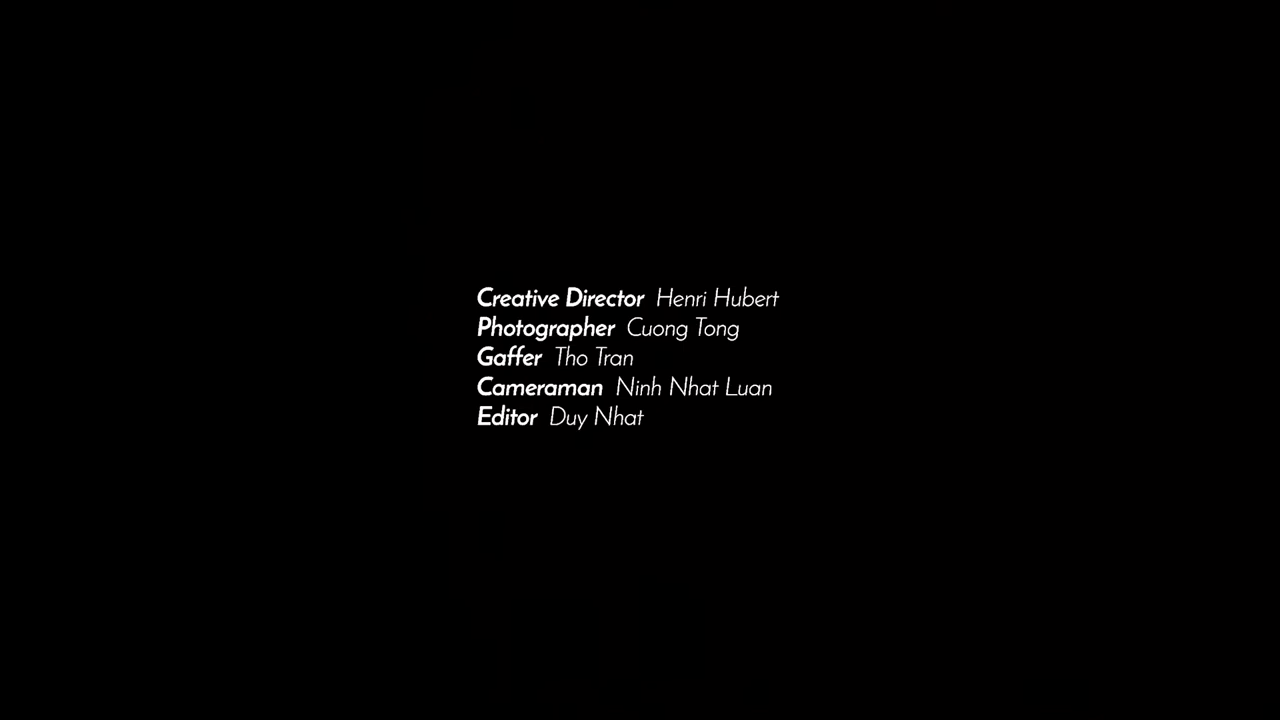 Creative Director Henri Hubert
Photographer Cuong Tong
Gaffer Tho Tran
Cameraman Ninh Nhat Luan
Editor Duy Nhat